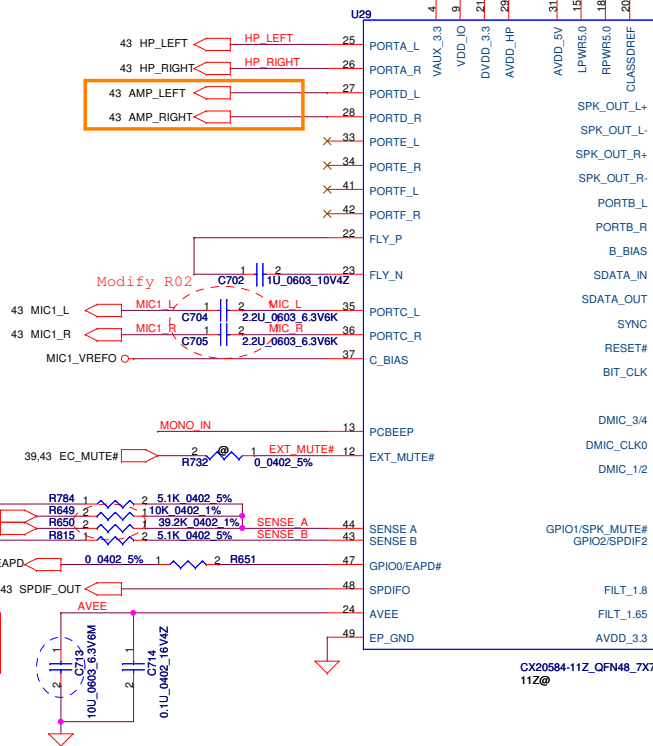 U29
4
9
21
29
31
15
18
20
VAUX_3.3
VDD_IO
DVDD_3.3
AVDD_HP
AVDD_5V
LPWR5.0
RPWR5.0
CLASSDREF
43 HP_LEFT HP_LEFT 25 PORTA_L
43 HP_RIGHT HP_RIGHT 26 PORTA_R
43 AMP_LEFT 27 PORTD_L
SPK_OUT_L+
43 AMP_RIGHT 28 PORTD_R
SPK_OUT_L-
33 PORTE_L
SPK_OUT_R+
34 PORTE_R
SPK_OUT_R-
41 PORTF_L
PORTB_L
42 PORTF_R
PORTB_R
22 FLY_P
B_BIAS
1 2 23 FLY_N SDATA_IN
C702 1U_0603_10V4Z
Modify R02
SDATA_OUT
43 MIC1_L MIC1_L 1 2 MIC_L 35 PORTC_L
C704 2.2U_0603_6.3V6K
SYNC
43 MIC1_R MIC1_R 1 2 MIC_R 36 PORTC_R
C705 2.2U_0603_6.3V6K
RESET#
MIC1_VREFO 37 C_BIAS
BIT_CLK
MONO_IN 13 PCBEEP
DMIC_3/4
DMIC_CLK0
39,43 EC_MUTE# 2 @ 1 EXT_MUTE# 12 EXT_MUTE#
R732 0_0402_5%
DMIC_1/2
R784 1 2 5.1K_0402_5%
R649 1 2 10K_0402_1%
R650 1 2 39.2K_0402_1% SENSE_A 44 SENSE A GPIO1/SPK_MUTE#
R815 1 2 5.1K_0402_5% SENSE_B 43 SENSE B GPIO2/SPDIF2
EAPD 0_0402_5% 1 2 R651 47 GPIO0/EAPD#
43 SPDIF_OUT 48 SPDIFO FILT_1.8
AVEE 24 AVEE FILT_1.65
49 EP_GND AVDD_3.3
1
2
C713
10U_0603_6.3V6M
1
2
C714
0.1U_0402_16V4Z
CX20584-11Z_QFN48_7X7
11Z@